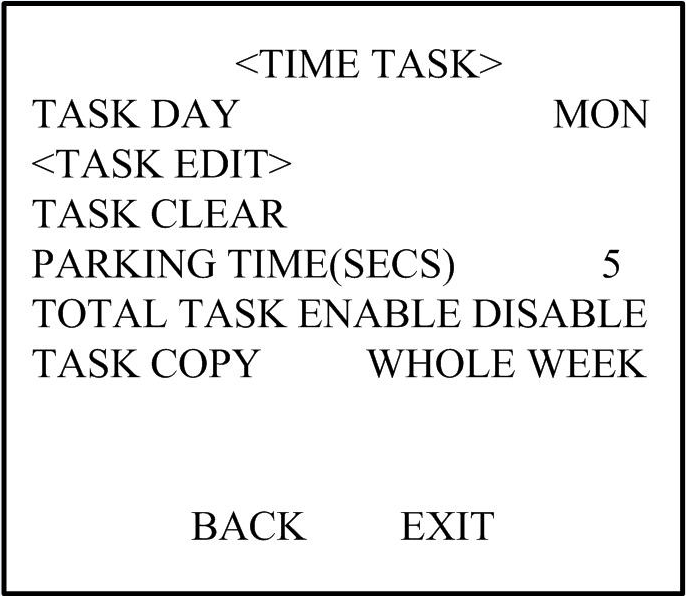 <TIME TASK>
TASK DAY MON
<TASK EDIT>
TASK CLEAR
PARKING TIME(SECS) 5
TOTAL TASK ENABLE DISABLE
TASK COPY WHOLE WEEK
BACK EXIT